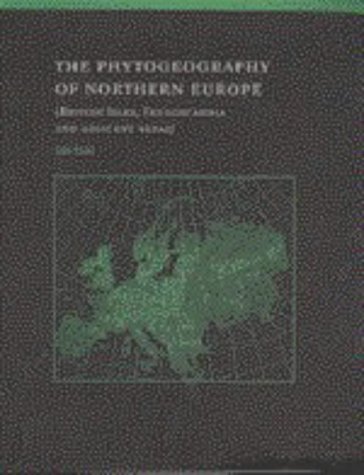 THE PHYTOGEOGRAPHY
OF NORTHERN EUROPE
(BRITISH ISLES, FENNOSCANDIA
AND ADJACENT AREAS)